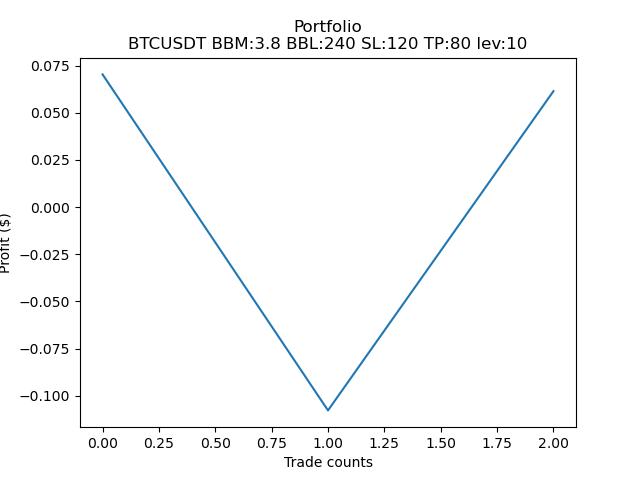 Portfolio
BTCUSDT BBM:3.8 BBL:240 SL:120 TP:80 lev:10
0.075
0.050
0.025
0.000
−0.025
−0.050
−0.075
−0.100
Profit ($)
0.00 0.25 0.50 0.75 1.00 1.25 1.50 1.75 2.00
Trade counts